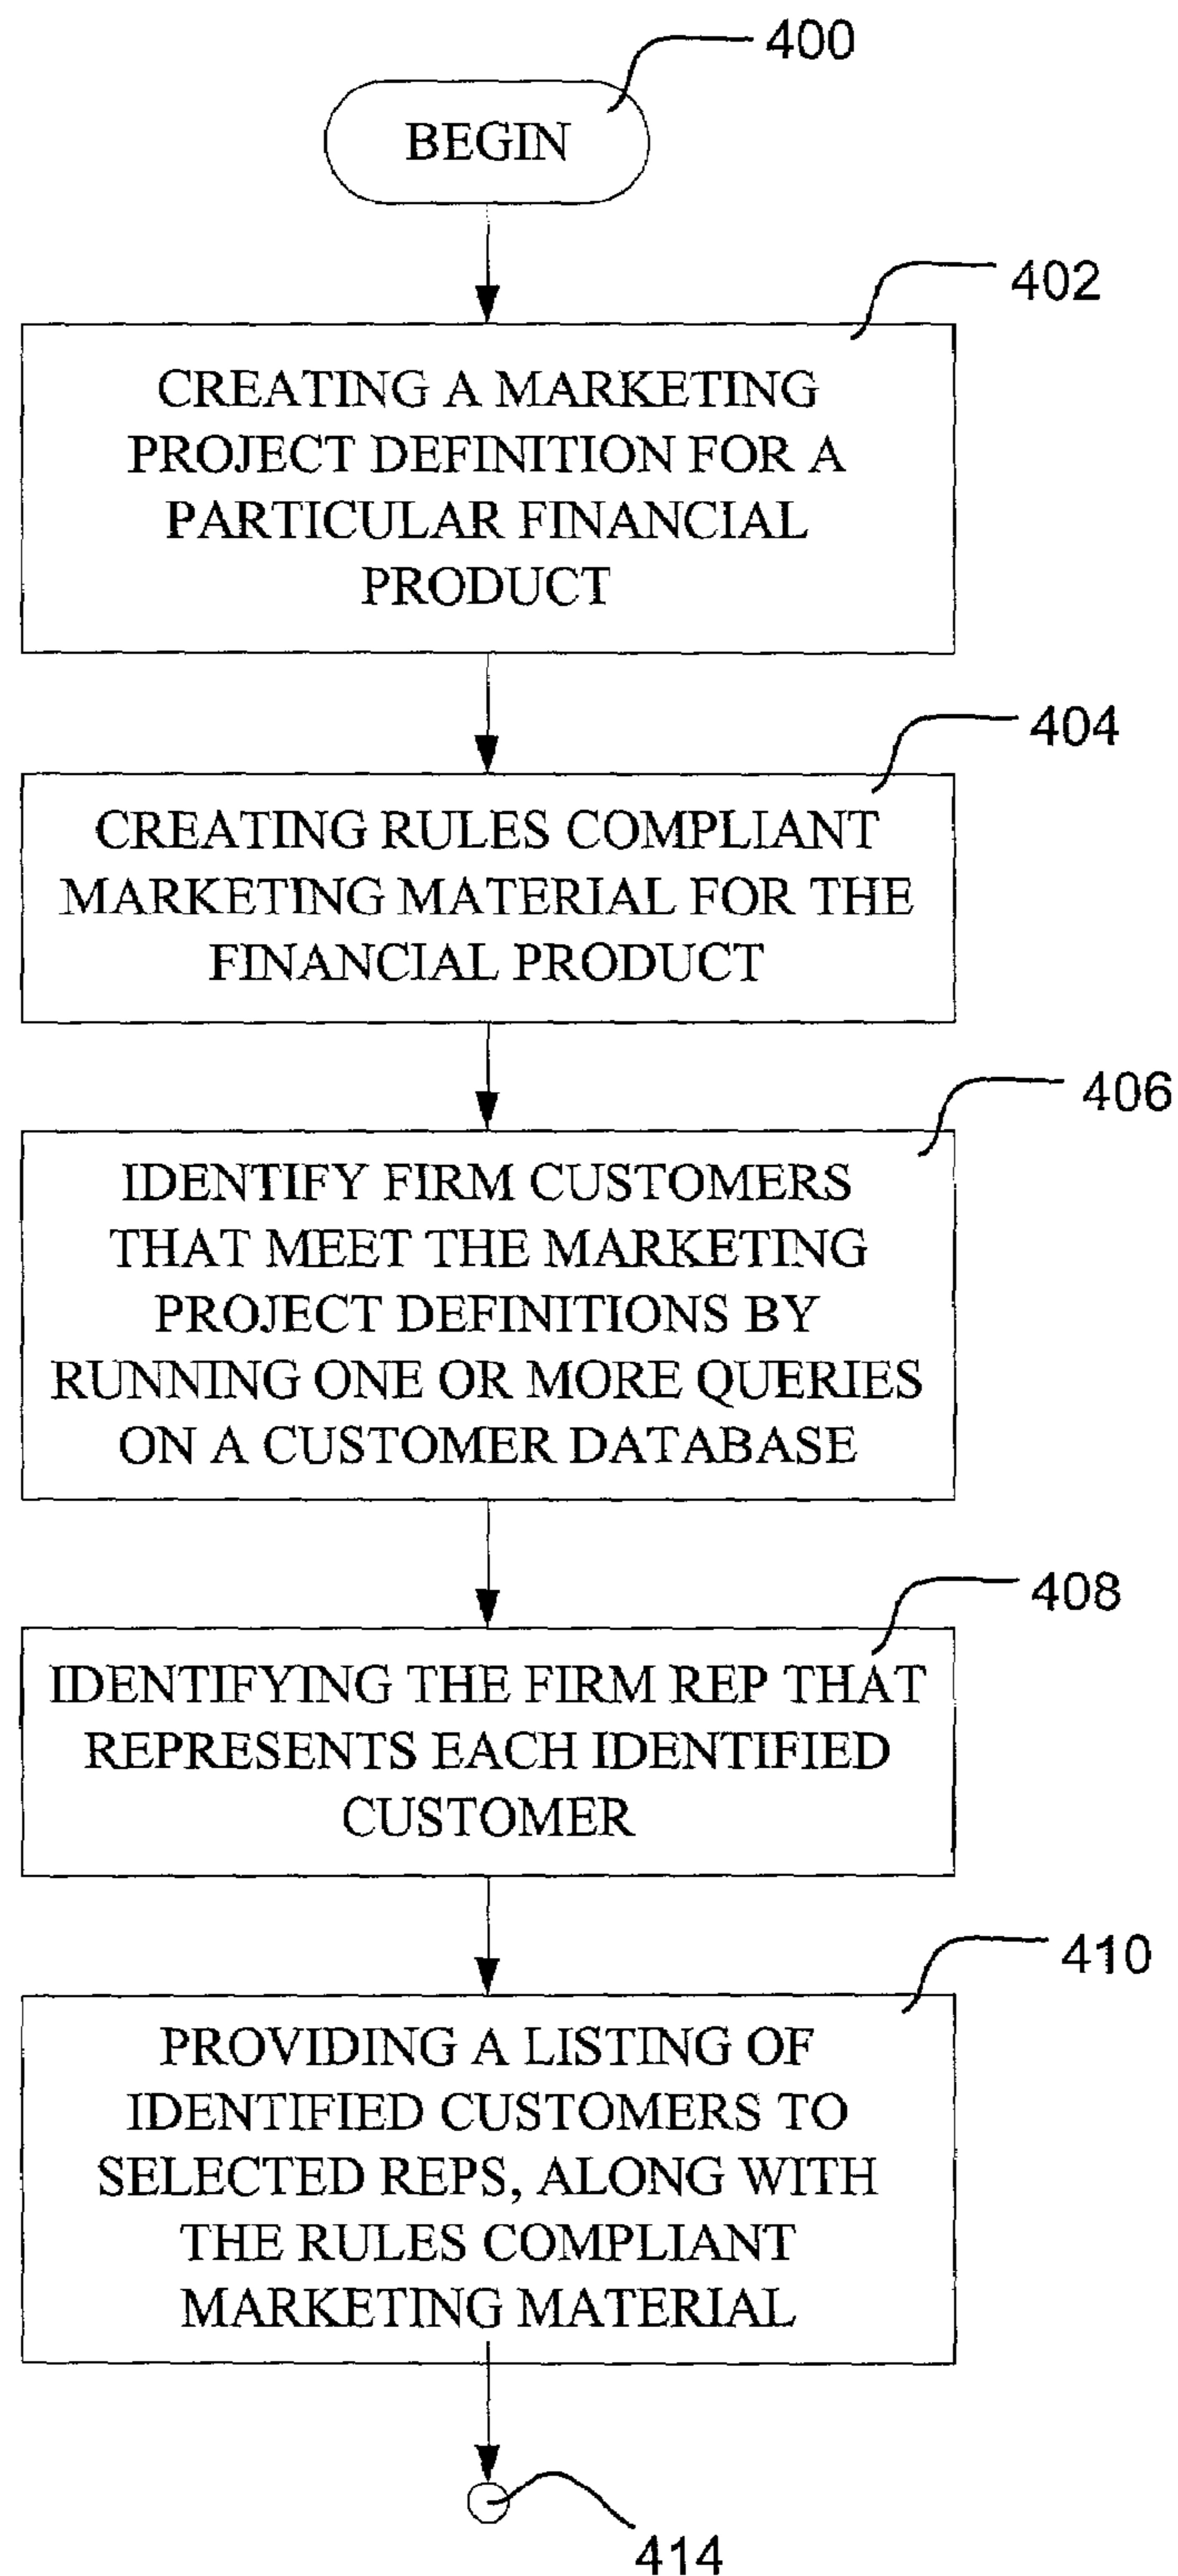 400
BEGIN
402
CREATING A MARKETING
PROJECT DEFINITION FOR A
PARTICULAR FINANCIAL
PRODUCT
404
CREATING RULES COMPLIANT
MARKETING MATERIAL FOR THE
FINANCIAL PRODUCT
406
IDENTIFY FIRM CUSTOMERS
THAT MEET THE MARKETING
PROJECT DEFINITIONS BY
RUNNING ONE OR MORE QUERIES
ON A CUSTOMER DATABASE
408
IDENTIFYING THE FIRM REP THAT
REPRESENTS EACH IDENTIFIED
CUSTOMER
410
PROVIDING A LISTING OF
IDENTIFIED CUSTOMERS TO
SELECTED REPS, ALONG WITH
THE RULES COMPLIANT
MARKETING MATERIAL
414